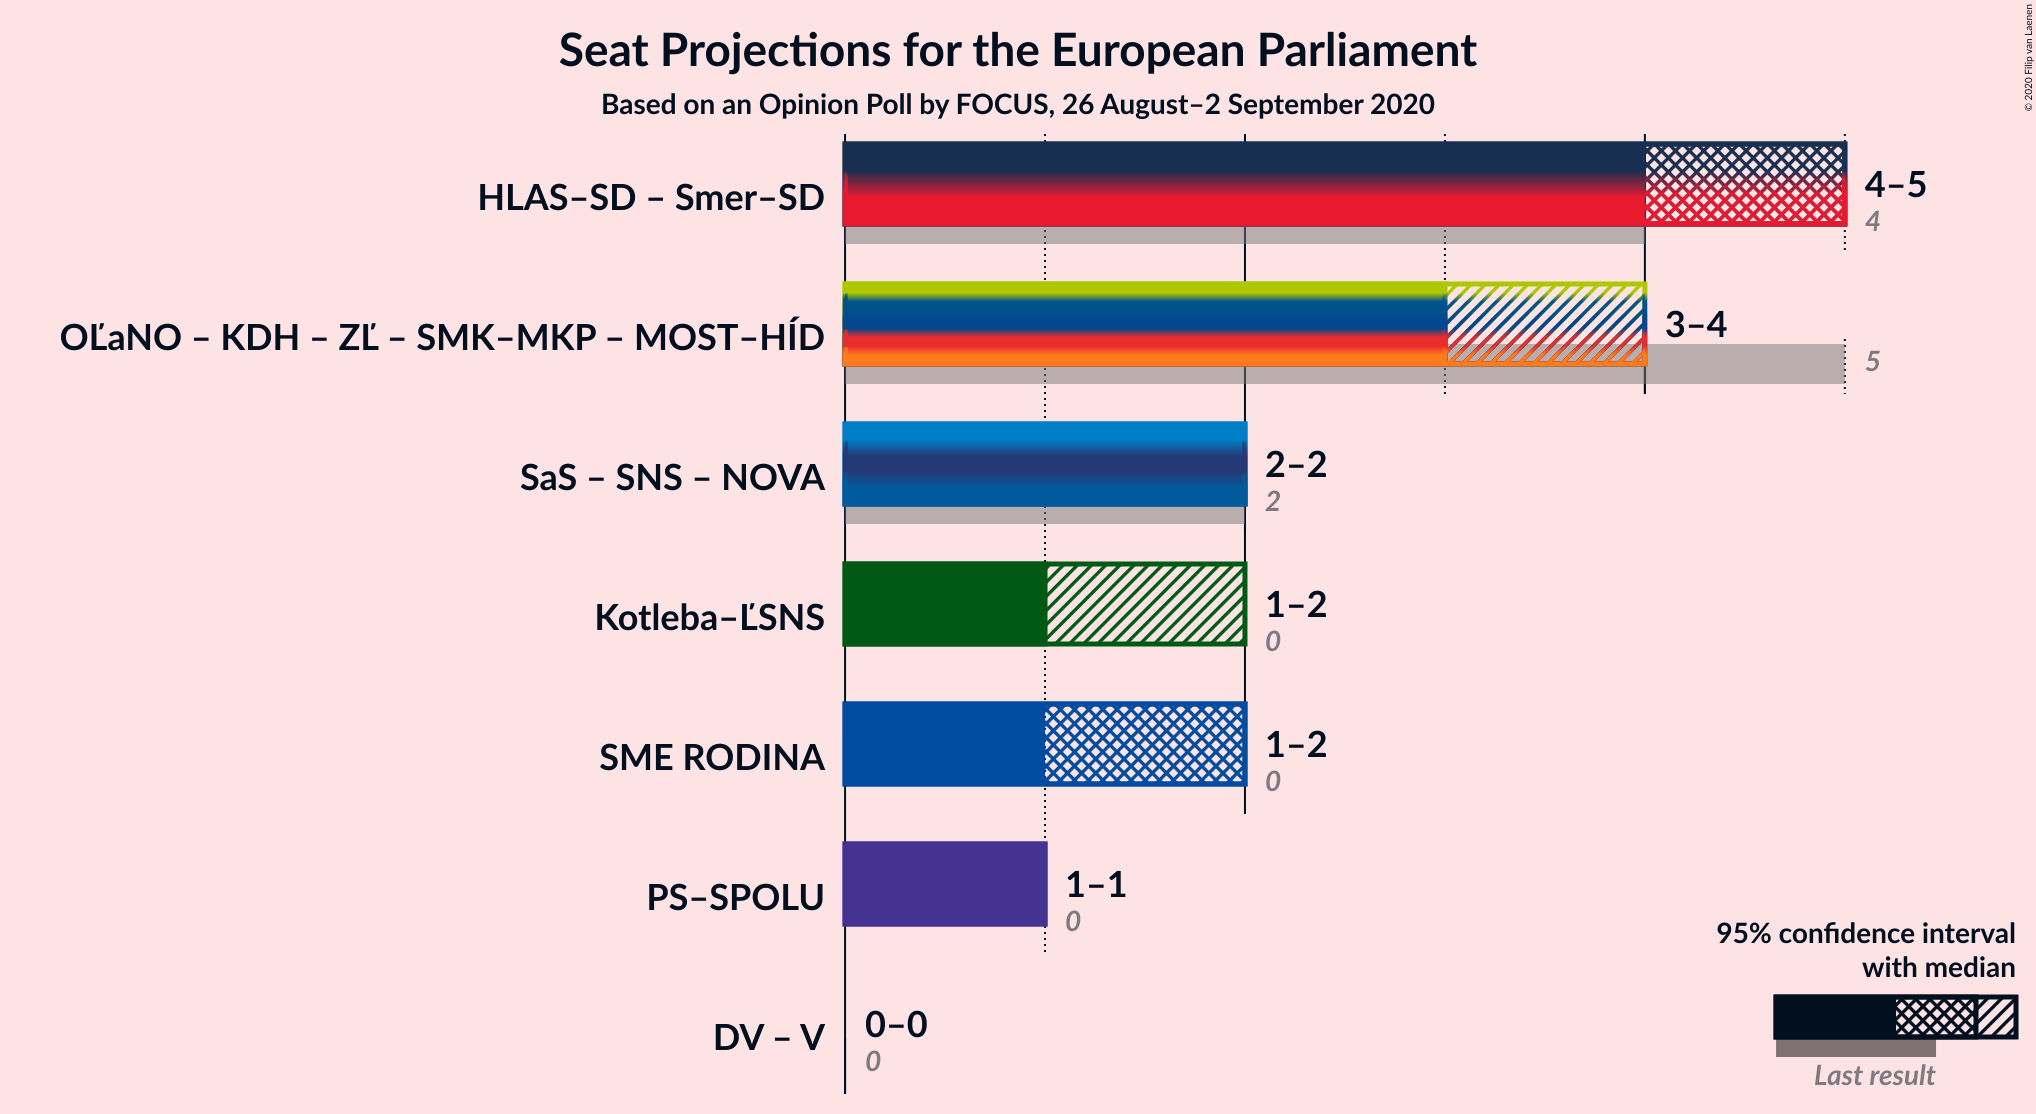 Seat Projections for the European Parliament
Based on an Opinion Poll by FOCUS, 26 August–2 September 2020
© 2020 Filip van Laenen
HLAS–SD – Smer–SD
4–5
4
OĽaNO – KDH – ZĽ – SMK–MKP – MOST–HÍD
3–4
5
SaS – SNS – NOVA
2–2
2
Kotleba–ĽSNS
1–2
0
SME RODINA
1–2
0
PS–SPOLU
1–1
0
DV – V
0–0
0
95% confidence interval
with median
Last result